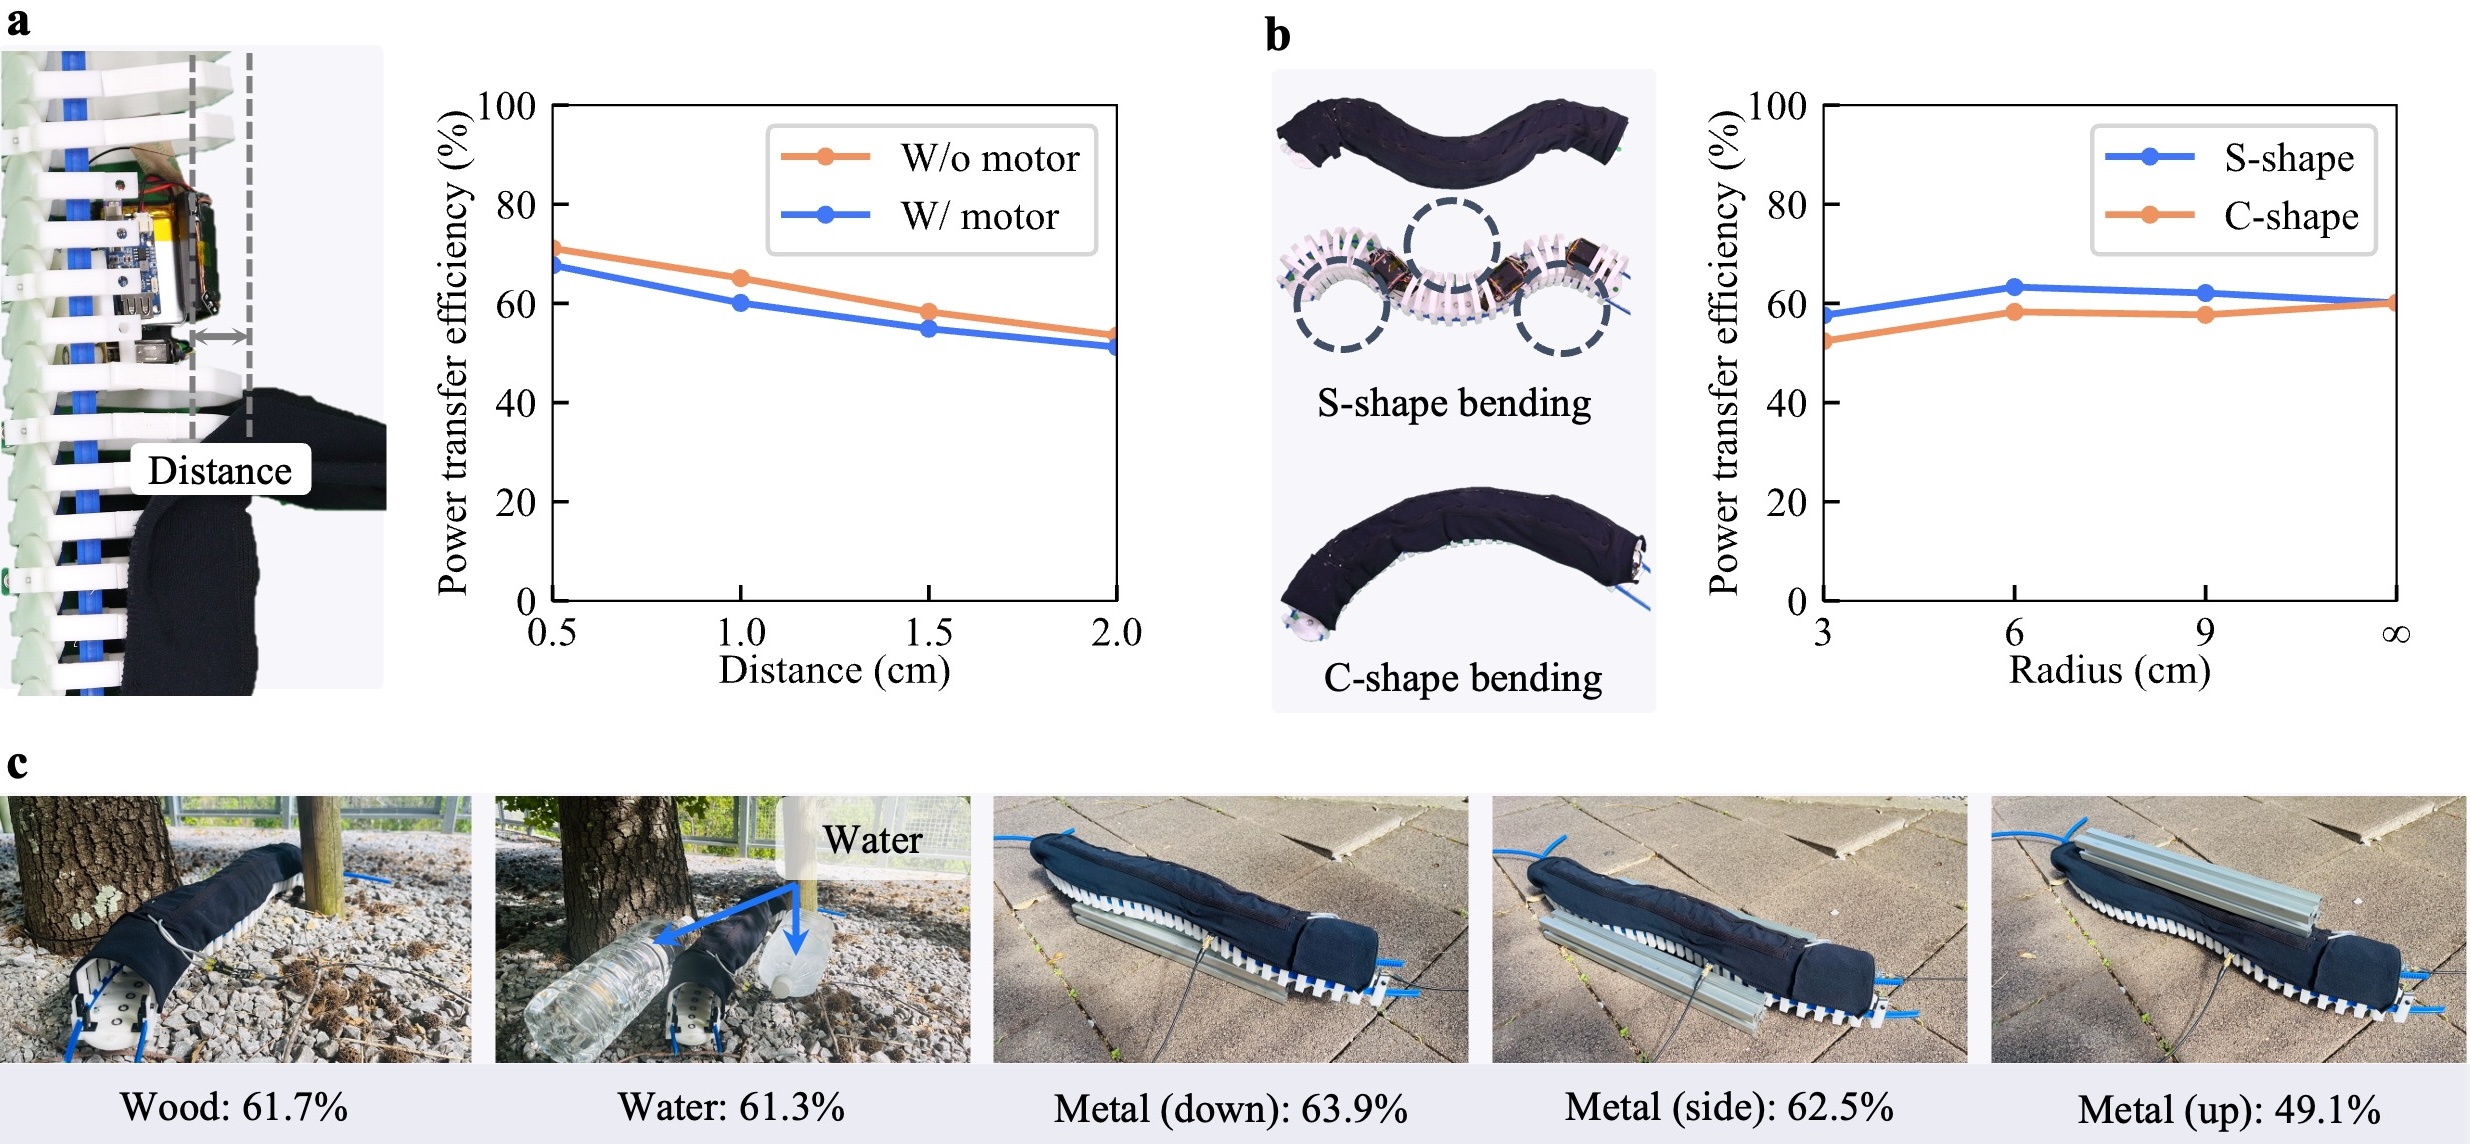 a
Distance
Power transfer efficiency (%)
100
80
60
40
20
0
0.5 1.0 1.5 2.0
Distance (cm)
W/o motor
W/ motor
b
S-shape bending
C-shape bending
Power transfer efficiency (%)
100
80
60
40
20
0
3 6 9 ∞
Radius (cm)
S-shape
C-shape
c
Water
Wood: 61.7%
Water: 61.3%
Metal (down): 63.9%
Metal (side): 62.5%
Metal (up): 49.1%